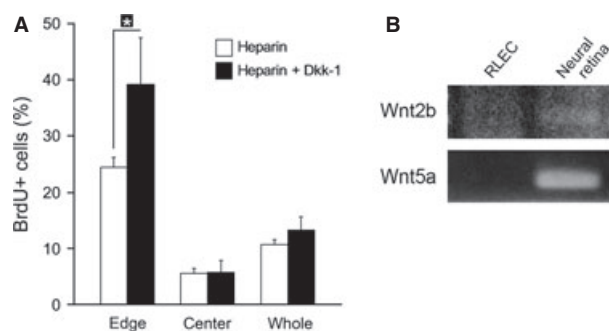 A
50
40
30
20
10
0
BrdU+ cells (%)
*
Heparin
Heparin + Dkk-1
Edge Center Whole
B
RLEC
Neural
retina
Wnt2b
Wnt5a